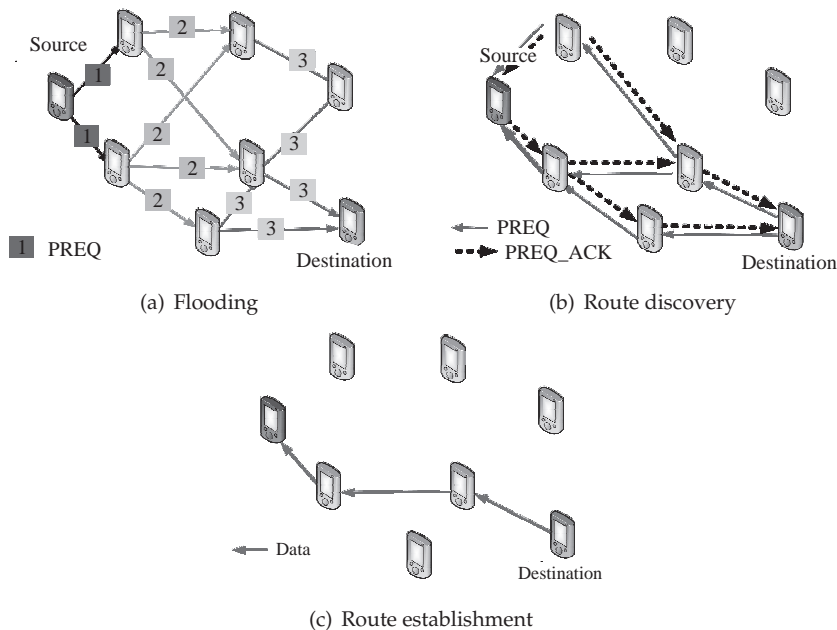 Source
1
1
2
2
2
2
2
3
3
3
3
3
Destination
1 PREQ
(a) Flooding
Source
PREQ
PREQ_ACK
Destination
(b) Route discovery
Data
Destination
(c) Route establishment